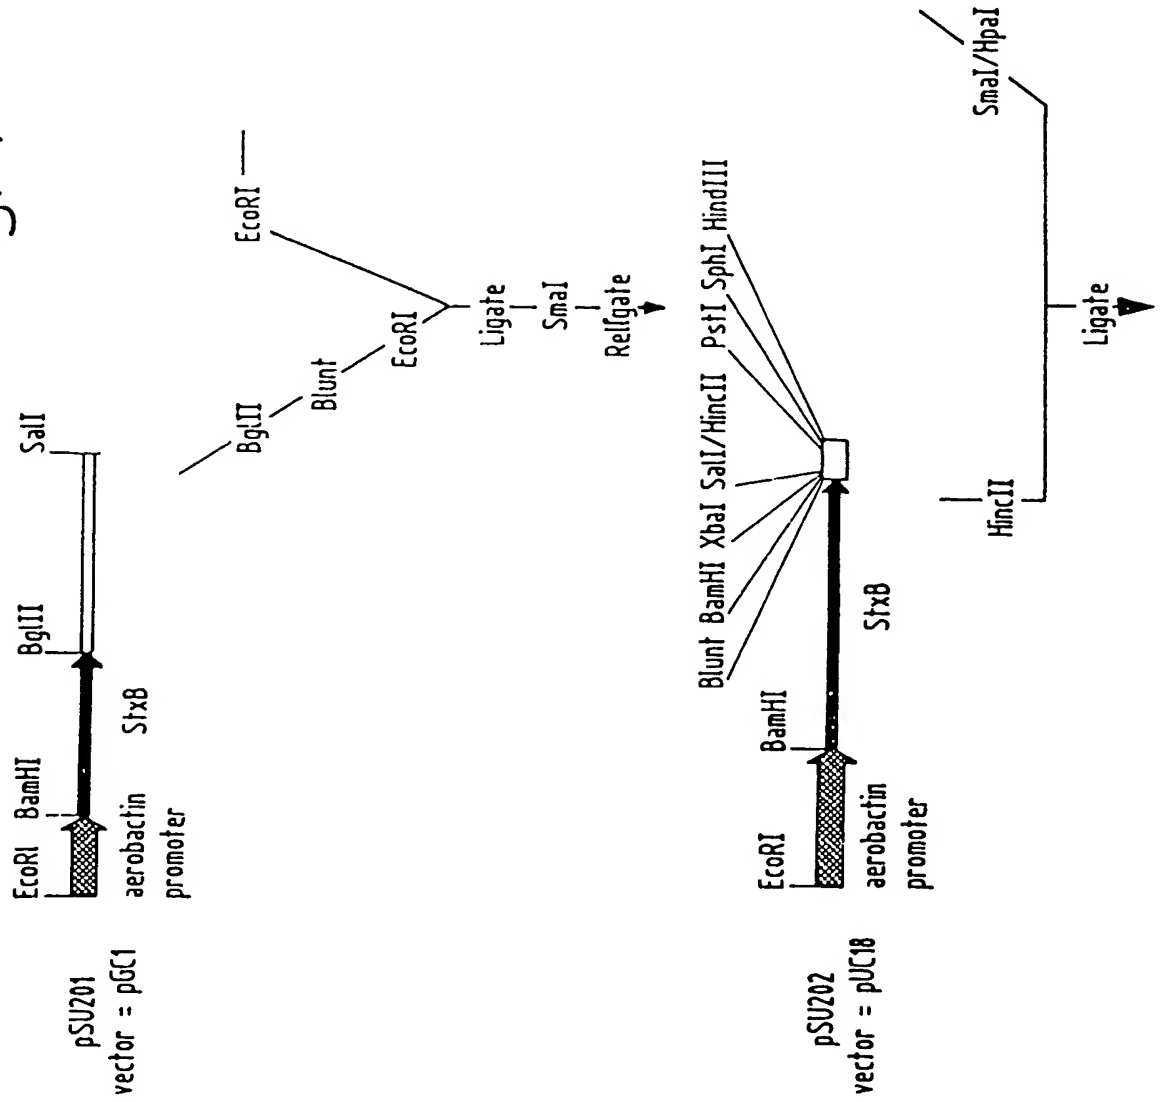 EcoRI BamHI BglII SalI
pSU201
vector = pGC1
aerobactin
promoter
StxB
BglII EcoRI
Blunt
EcoRI
Ligate
SmaI
Religate
Blunt BamHI XbaI SalI/HincII PstI SphI HindIII
EcoRI BamHI
pSU202
vector = pUC18
aerobactin
promoter
StxB
HincII SmaI/HpaI
Ligate